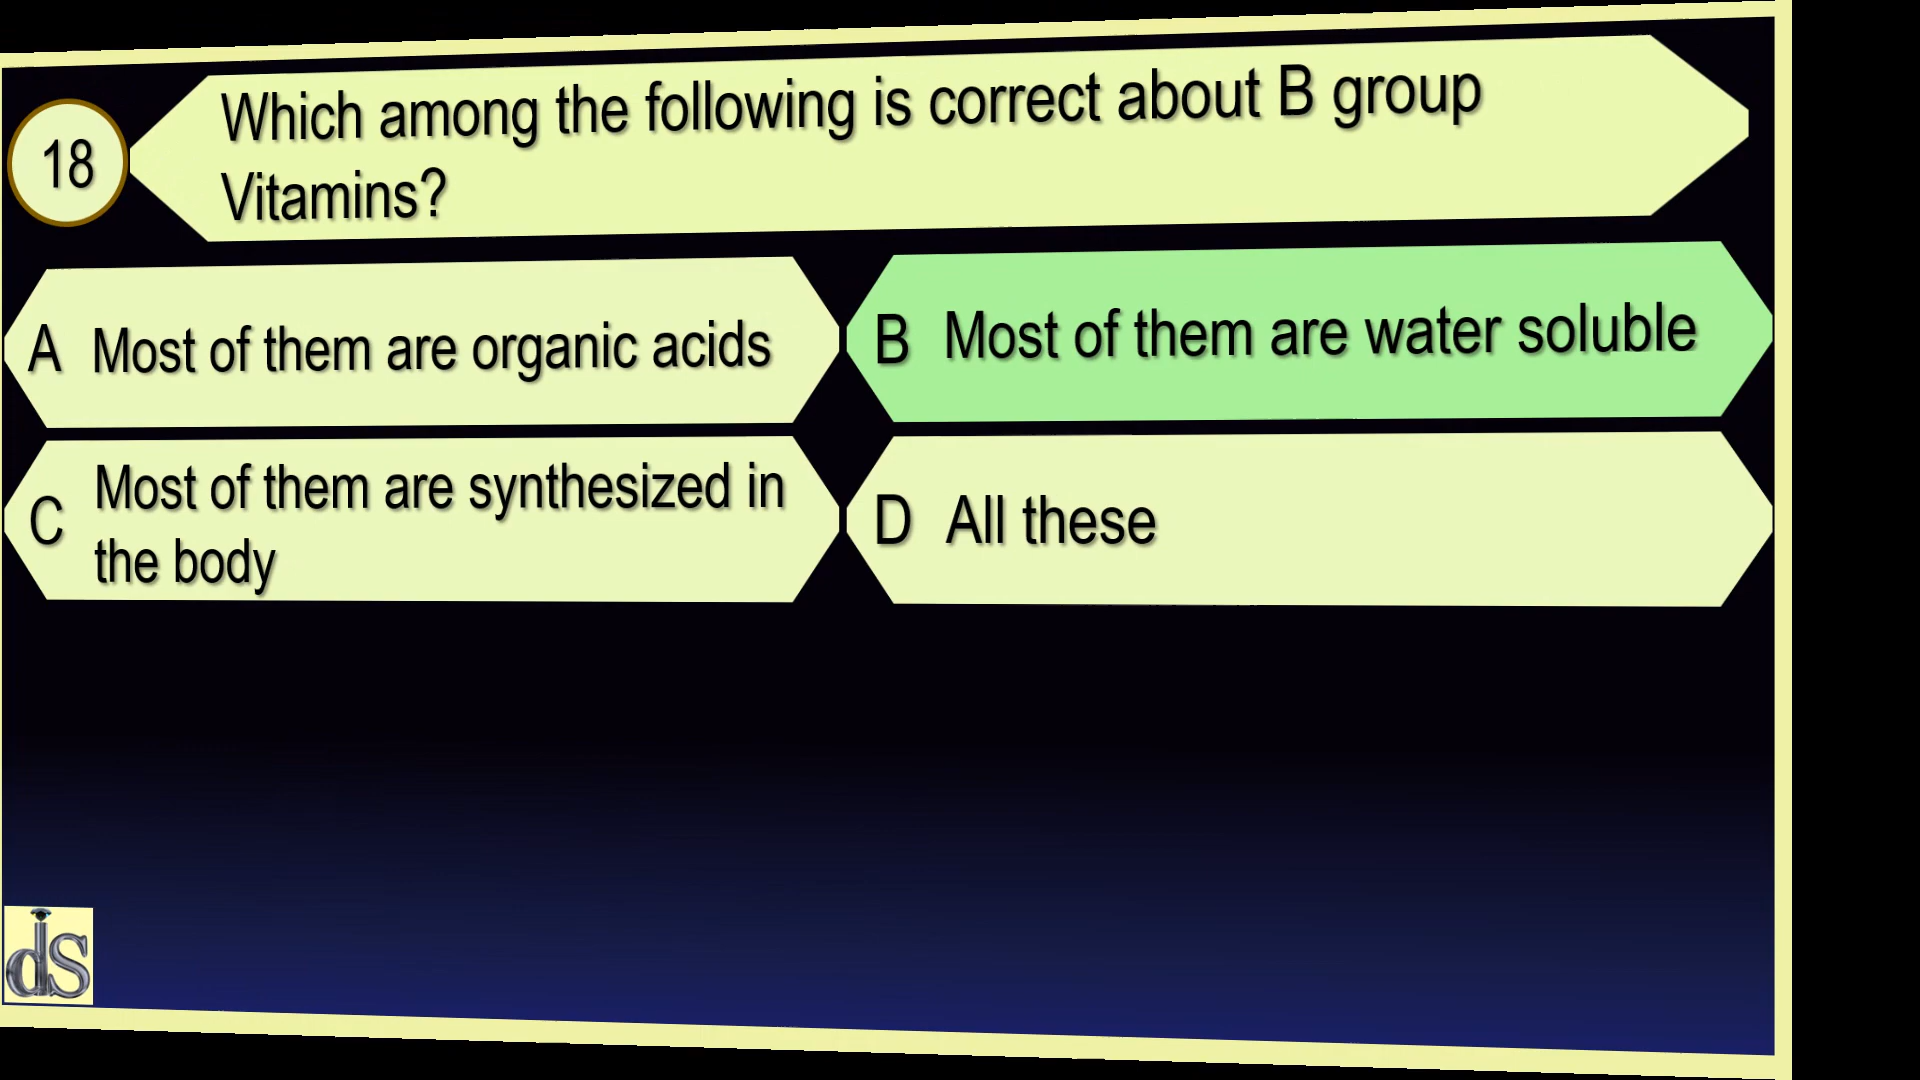 18
Which among the following is correct about B group
Vitamins?
A Most of them are organic acids
B Most of them are water soluble
C Most of them are synthesized in
the body
D All these
dis